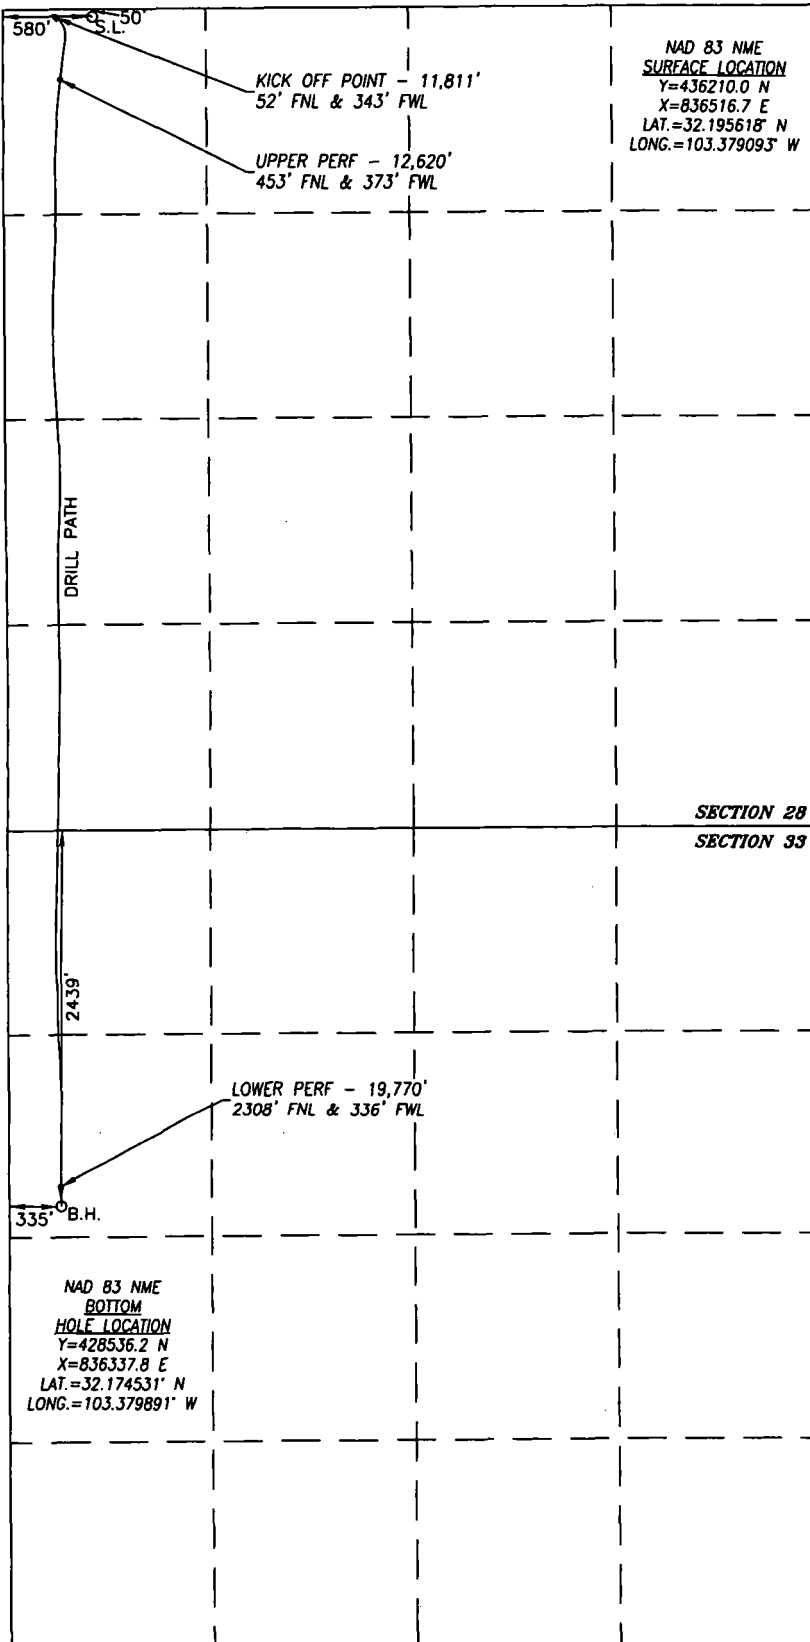 580'
50'
S.L.
KICK OFF POINT - 11,811'
52' FNL & 343' FWL
UPPER PERF - 12,620'
453' FNL & 373' FWL
NAD 83 NME
SURFACE LOCATION
Y=436210.0 N
X=836516.7 E
LAT.=32.195618° N
LONG.=103.379093° W
DRILL PATH
SECTION 28
SECTION 33
2439'
LOWER PERF - 19,770'
2308' FNL & 336' FWL
335'
B.H.
NAD 83 NME
BOTTOM
HOLE LOCATION
Y=428536.2 N
X=836337.8 E
LAT.=32.174531° N
LONG.=103.379891° W